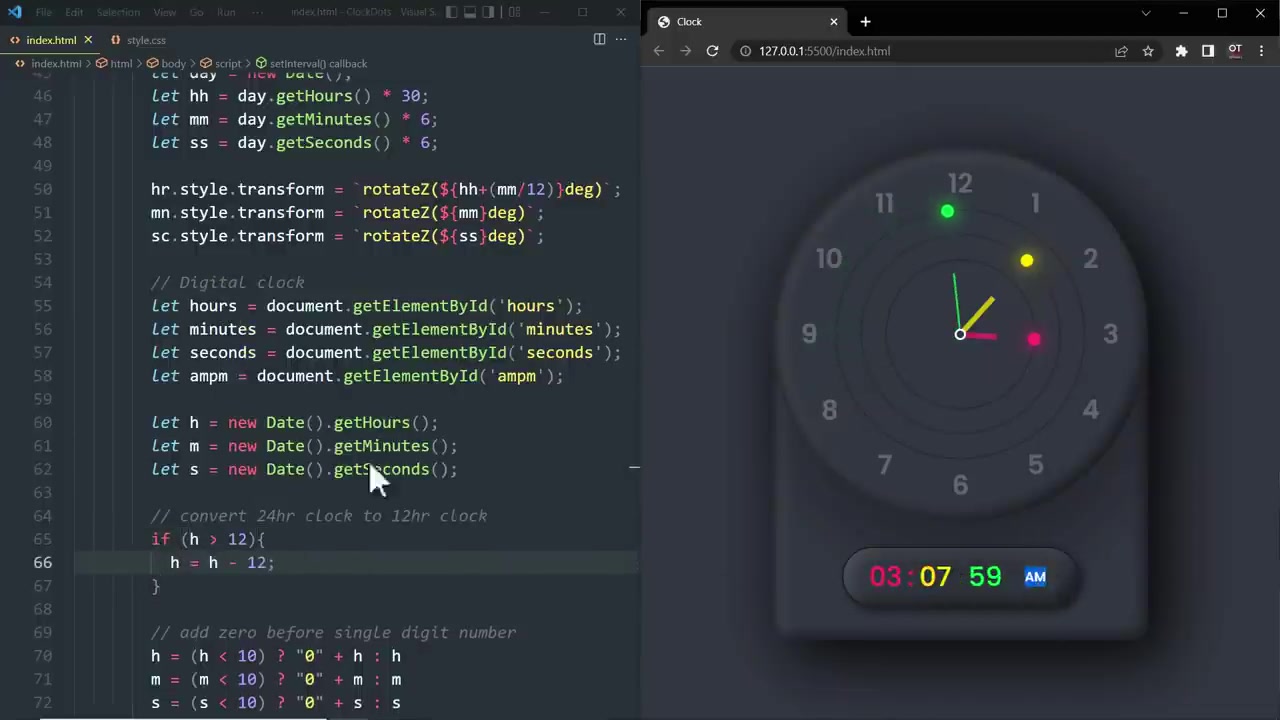 File Edit Selection View Go Run ··· index.html - ClockDots Visual S...
index.html style.css
index.html > html > body > script > setInterval() callback
45 let day = new Date();
46 let hh = day.getHours() * 30;
47 let mm = day.getMinutes() * 6;
48 let ss = day.getSeconds() * 6;
49
50 hr.style.transform = `rotateZ(${hh+(mm/12)}deg)`;
51 mn.style.transform = `rotateZ(${mm}deg)`;
52 sc.style.transform = `rotateZ(${ss}deg)`;
53
54 // Digital clock
55 let hours = document.getElementById('hours');
56 let minutes = document.getElementById('minutes');
57 let seconds = document.getElementById('seconds');
58 let ampm = document.getElementById('ampm');
59
60 let h = new Date().getHours();
61 let m = new Date().getMinutes();
62 let s = new Date().getSeconds();
63
64 // convert 24hr clock to 12hr clock
65 if (h > 12){
66 h = h - 12;
67 }
68
69 // add zero before single digit number
70 h = (h < 10) ? "0" + h : h
71 m = (m < 10) ? "0" + m : m
72 s = (s < 10) ? "0" + s : s
Clock
127.0.0.1:5500/index.html
OT
12
11 1
10 2
9 3
8 4
7 5
6
03:07 59 AM